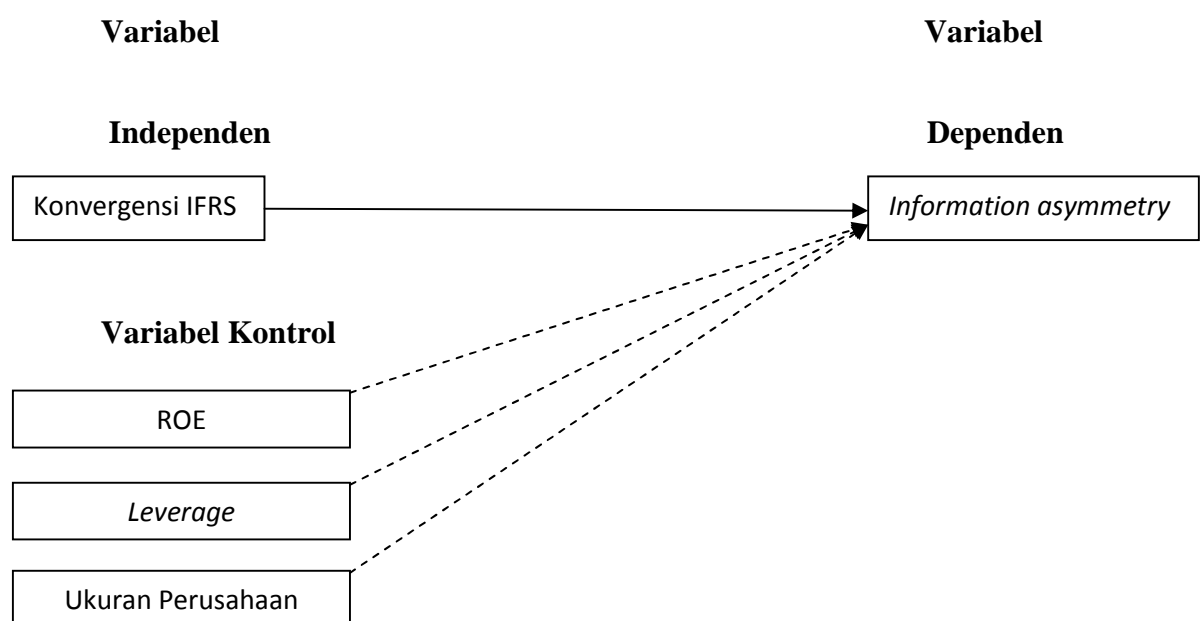 Variabel
Variabel
Independen
Dependen
Konvergensi IFRS
Information asymmetry
Variabel Kontrol
ROE
Leverage
Ukuran Perusahaan